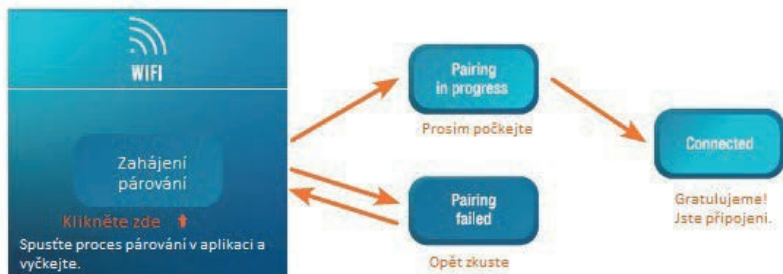 WIFI
Zahájení
párování
Klikněte zde
Spusťte proces párování v aplikaci a
vyčkejte.
Pairing
in progress
Prosím počkejte
Pairing
failed
Opět zkuste
Connected
Gratulujeme!
Jste připojeni.